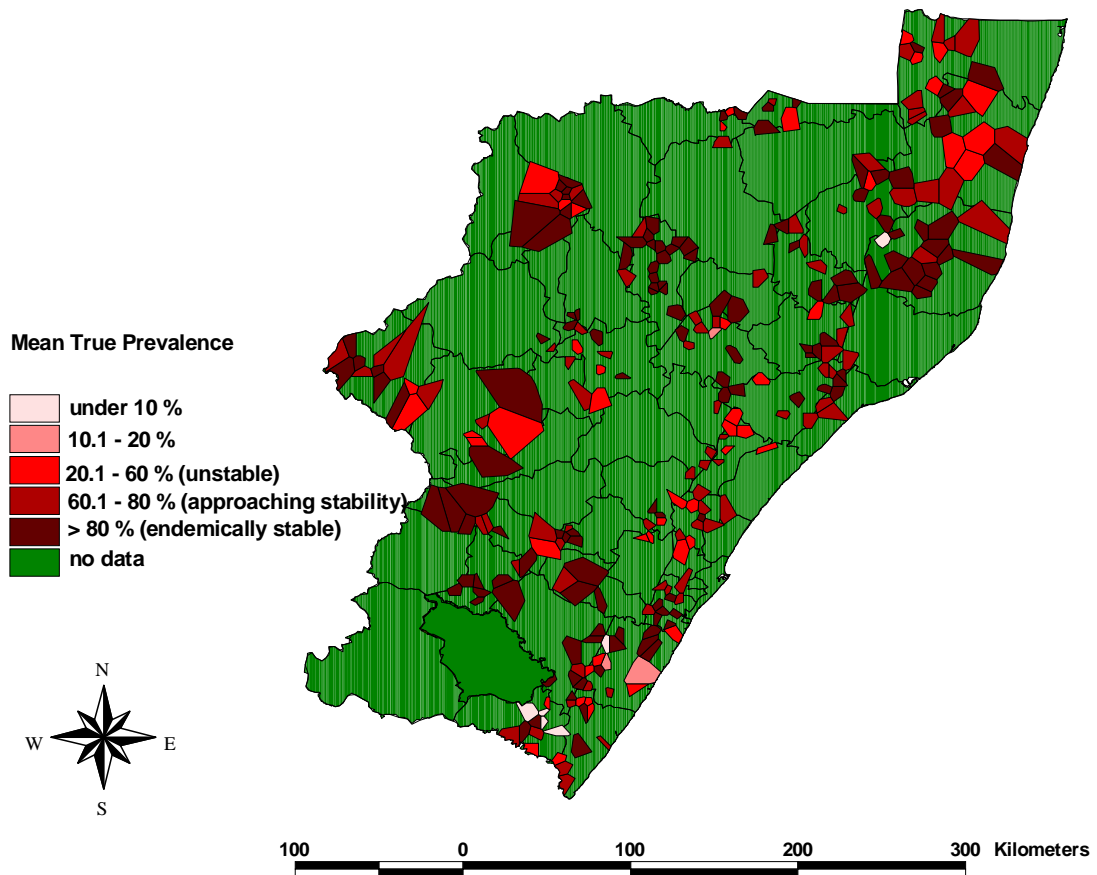 Mean True Prevalence
under 10 %
10.1 - 20 %
20.1 - 60 % (unstable)
60.1 - 80 % (approaching stability)
> 80 % (endemically stable)
no data
N
W E
S
100 0 100 200 300 Kilometers